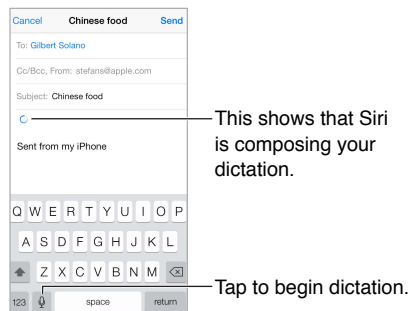 Cancel Chinese food Send
To: Gilbert Solano
Cc/Bcc, From: stefans@apple.com
Subject: Chinese food
Sent from my iPhone
Q W E R T Y U I O P
A S D F G H J K L
Z X C V B N M
123 space return
This shows that Siri
is composing your
dictation.
Tap to begin dictation.